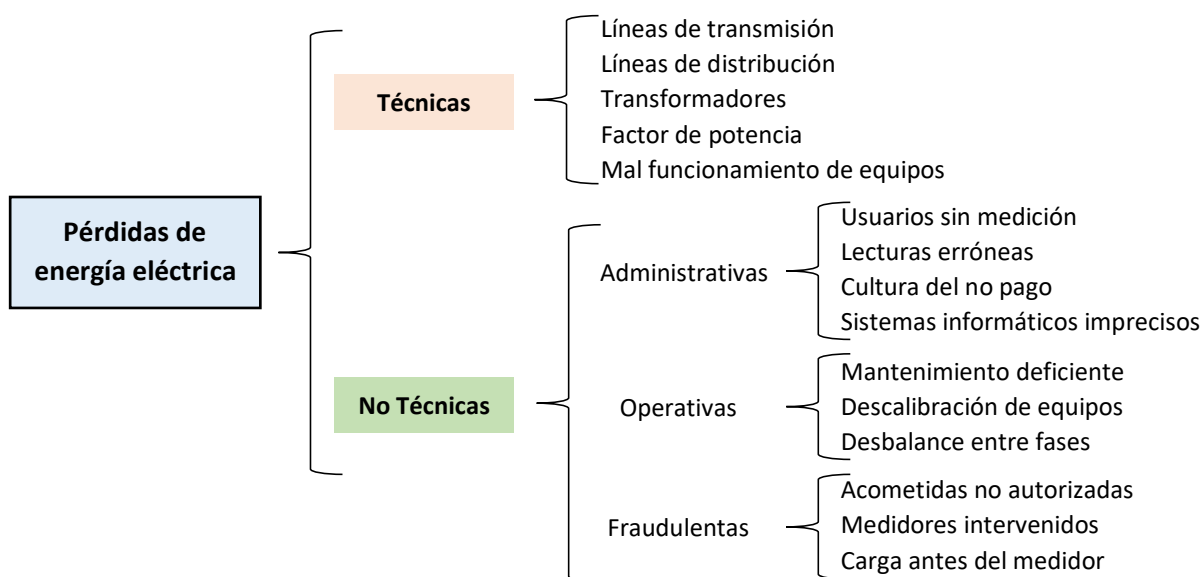 Pérdidas de
energía eléctrica
Técnicas
Líneas de transmisión
Líneas de distribución
Transformadores
Factor de potencia
Mal funcionamiento de equipos
No Técnicas
Administrativas
Usuarios sin medición
Lecturas erróneas
Cultura del no pago
Sistemas informáticos imprecisos
Operativas
Mantenimiento deficiente
Descalibración de equipos
Desbalance entre fases
Fraudulentas
Acometidas no autorizadas
Medidores intervenidos
Carga antes del medidor